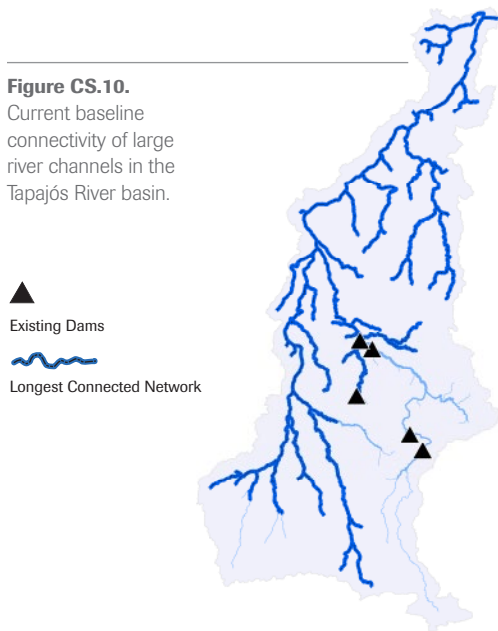 Figure CS.10.
Current baseline
connectivity of large
river channels in the
Tapajós River basin.
Existing Dams
Longest Connected Network